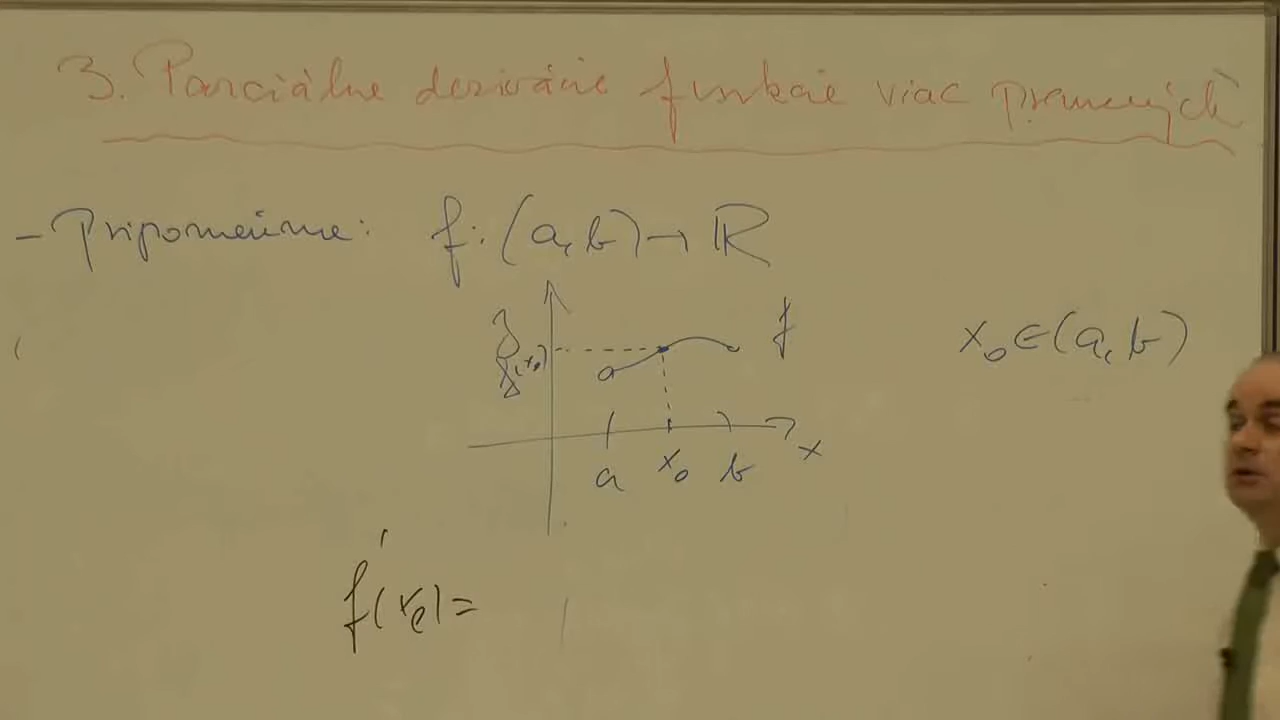 3. Parciálne derivácie funkcie viac premenných
- Pripomeňme: f: (a, b) → ℝ
f
x₀ ∈ (a, b)
f(x₀)
x
a x₀ b
f'(x₀) =